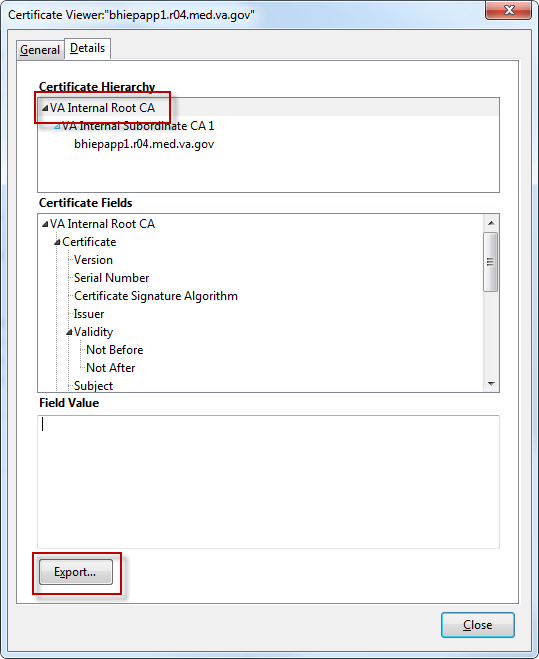 Certificate Viewer:"bhiepapp1.r04.med.va.gov"
General Details
Certificate Hierarchy
VA Internal Root CA
VA Internal Subordinate CA 1
bhiepapp1.r04.med.va.gov
Certificate Fields
VA Internal Root CA
Certificate
Version
Serial Number
Certificate Signature Algorithm
Issuer
Validity
Not Before
Not After
Subject
Field Value
Export...
Close